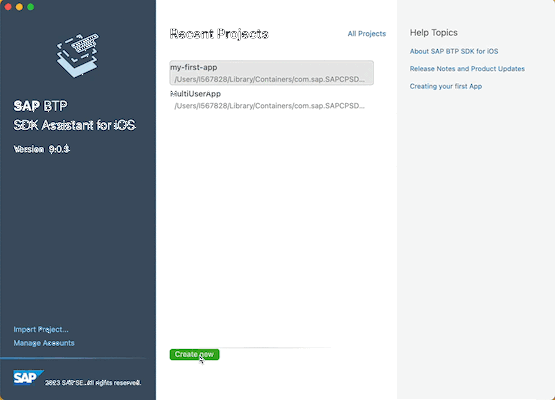 SAP BTP
SDK Assistant for iOS
Version 9.0.3
Import Project...
Manage Accounts
SAP
2023 SAP SE. All rights reserved.
Recent Projects
All Projects
my-first-app
/Users/I567828/Library/Containers/com.sap.SAPCPSD...
MultiUserApp
/Users/I567828/Library/Containers/com.sap.SAPCPSD...
Create new
Help Topics
About SAP BTP SDK for iOS
Release Notes and Product Updates
Creating your first App